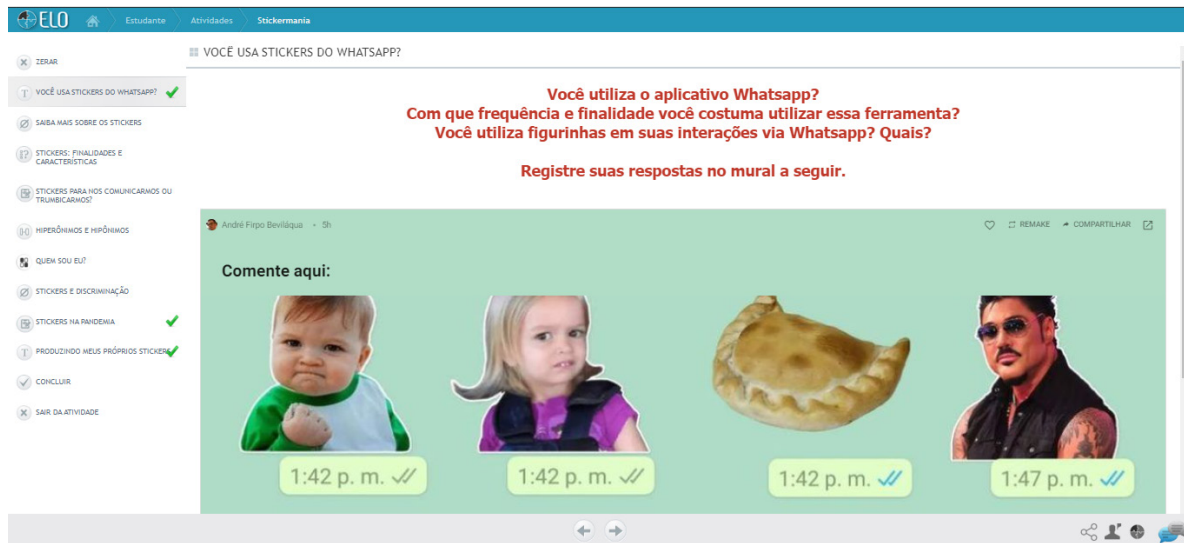 ELO
Estudante
Atividades
Stickermania
ZERAR
VOCÊ USA STICKERS DO WHATSAPP?
SAIBA MAIS SOBRE OS STICKERS
STICKERS: FINALIDADES E
CARACTERÍSTICAS
STICKERS PARA NOS COMUNICARMOS OU
TRUMBICARMOS?
HIPERÔNIMOS E HIPÔNIMOS
QUEM SOU EU?
STICKERS E DISCRIMINAÇÃO
STICKERS NA PANDEMIA
PRODUZINDO MEUS PRÓPRIOS STICKERS
CONCLUIR
SAIR DA ATIVIDADE
VOCÊ USA STICKERS DO WHATSAPP?
Você utiliza o aplicativo Whatsapp?
Com que frequência e finalidade você costuma utilizar essa ferramenta?
Você utiliza figurinhas em suas interações via Whatsapp? Quais?
Registre suas respostas no mural a seguir.
André Firpo Beviláqua • 5h
REMAKE
COMPARTILHAR
Comente aqui:
1:42 p. m.
1:42 p. m.
1:42 p. m.
1:47 p. m.